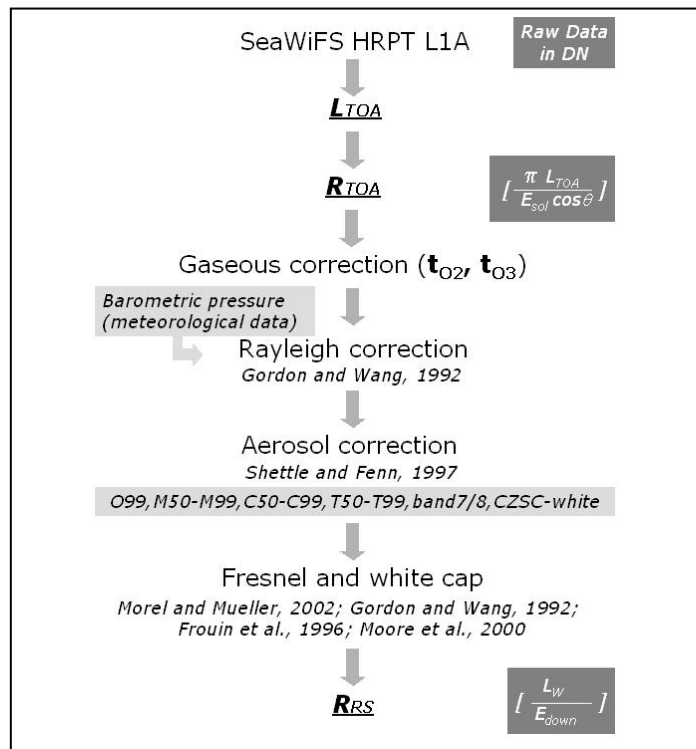 SeaWiFS HRPT L1A
Raw Data
in DN
LTOA
RTOA
[ π LTOA / Esol cosθ ]
Gaseous correction (tO2, tO3)
Barometric pressure
(meteorological data)
Rayleigh correction
Gordon and Wang, 1992
Aerosol correction
Shettle and Fenn, 1997
O99,M50-M99,C50-C99,T50-T99,band7/8,CZSC-white
Fresnel and white cap
Morel and Mueller, 2002; Gordon and Wang, 1992;
Frouin et al., 1996; Moore et al., 2000
RRS
[ LW / Edown ]